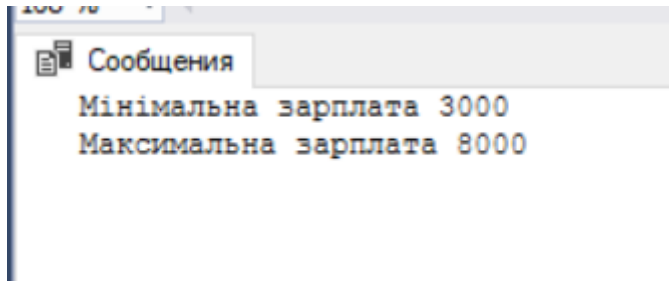 Сообщения
Мінімальна зарплата 3000
Максимальна зарплата 8000